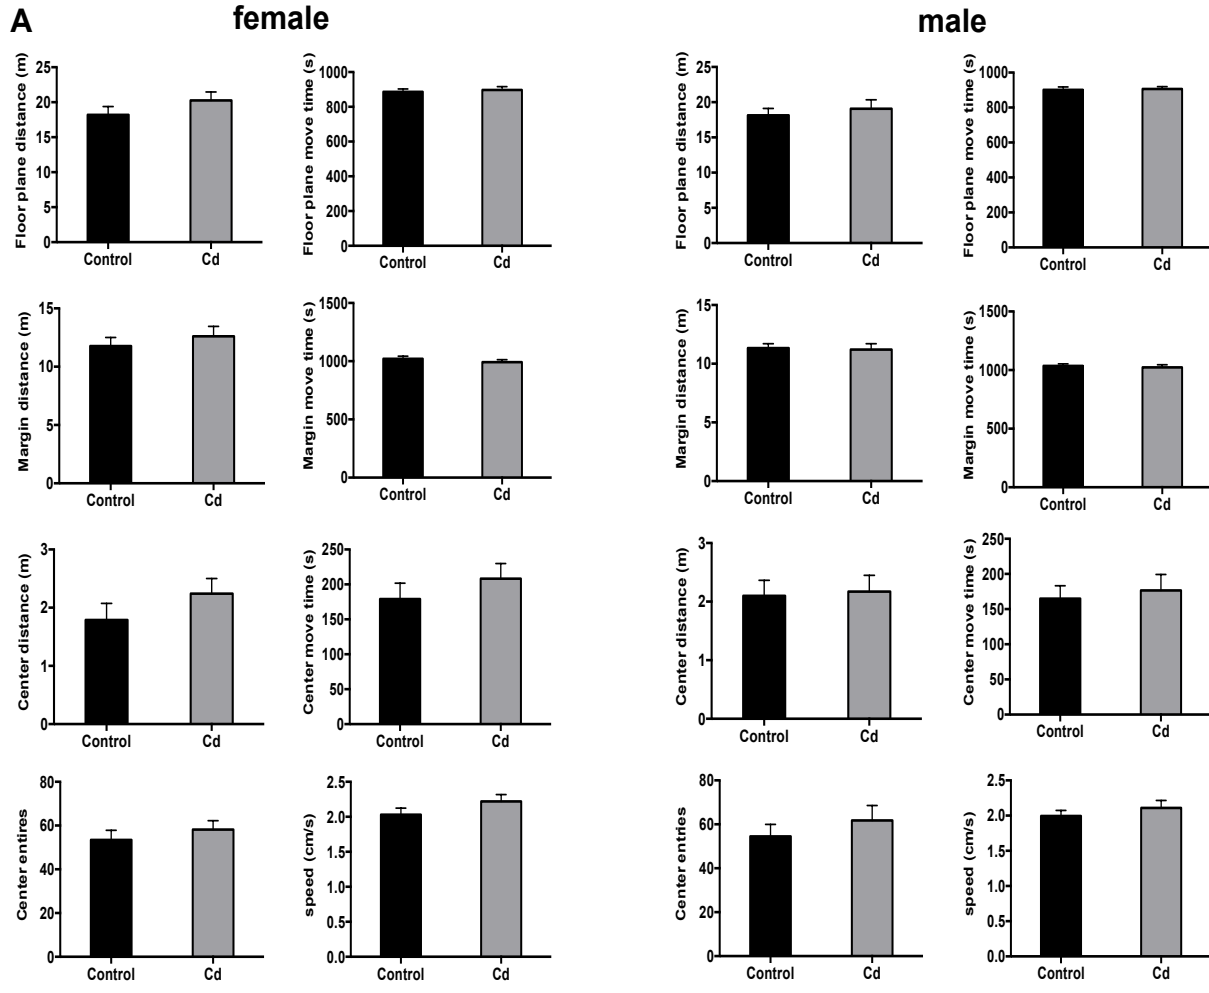 A
female
male
Floor plane distance (m)
25
20
15
10
5
0
Control
Cd
Floor plane move time (s)
1000
800
600
400
200
0
Control
Cd
Floor plane distance (m)
25
20
15
10
5
0
Control
Cd
Floor plane move time (s)
1000
800
600
400
200
0
Control
Cd
Margin distance (m)
15
10
5
0
Control
Cd
Margin move time (s)
1500
1000
500
0
Control
Cd
Margin distance (m)
15
10
5
0
Control
Cd
Margin move time (s)
1500
1000
500
0
Control
Cd
Center distance (m)
3
2
1
0
Control
Cd
Center move time (s)
250
200
150
100
50
0
Control
Cd
Center distance (m)
3
2
1
0
Control
Cd
Center move time (s)
250
200
150
100
50
0
Control
Cd
Center entires
80
60
40
20
0
Control
Cd
speed (cm/s)
2.5
2.0
1.5
1.0
0.5
0.0
Control
Cd
Center entries
80
60
40
20
0
Control
Cd
speed (cm/s)
2.5
2.0
1.5
1.0
0.5
0.0
Control
Cd